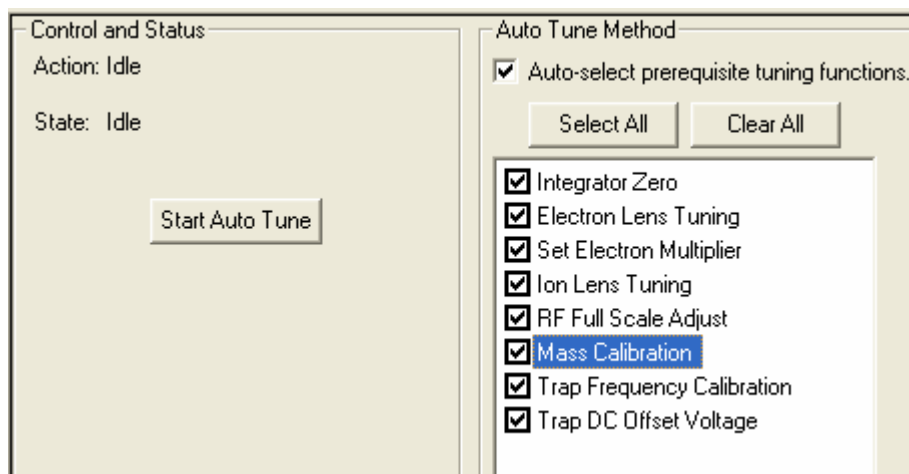 Control and Status
Action: Idle
State: Idle
Start Auto Tune
Auto Tune Method
Auto-select prerequisite tuning functions.
Select All
Clear All
Integrator Zero
Electron Lens Tuning
Set Electron Multiplier
Ion Lens Tuning
RF Full Scale Adjust
Mass Calibration
Trap Frequency Calibration
Trap DC Offset Voltage